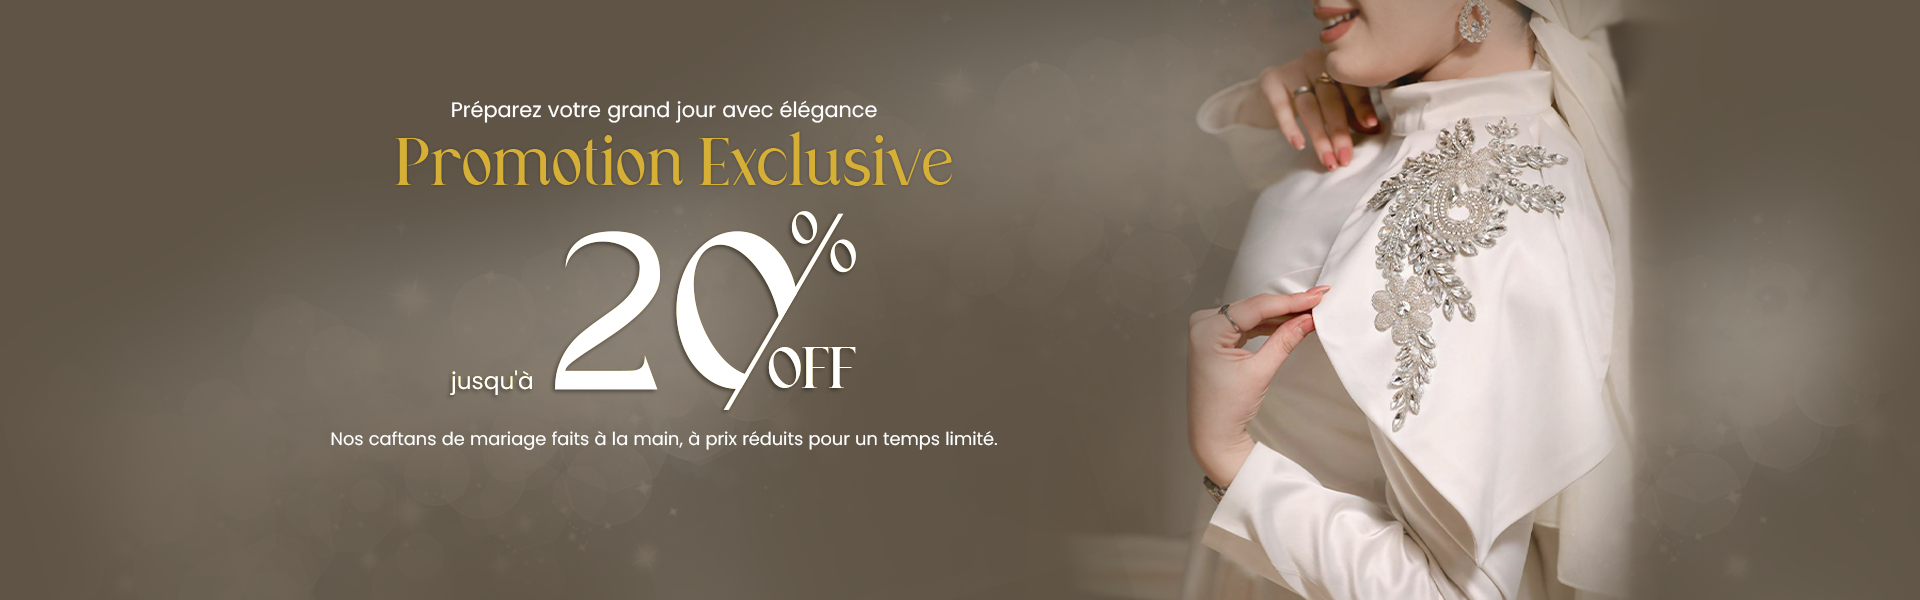 Préparez votre grand jour avec élégance
Promotion Exclusive
jusqu'à 20% OFF
Nos caftans de mariage faits à la main, à prix réduits pour un temps limité.